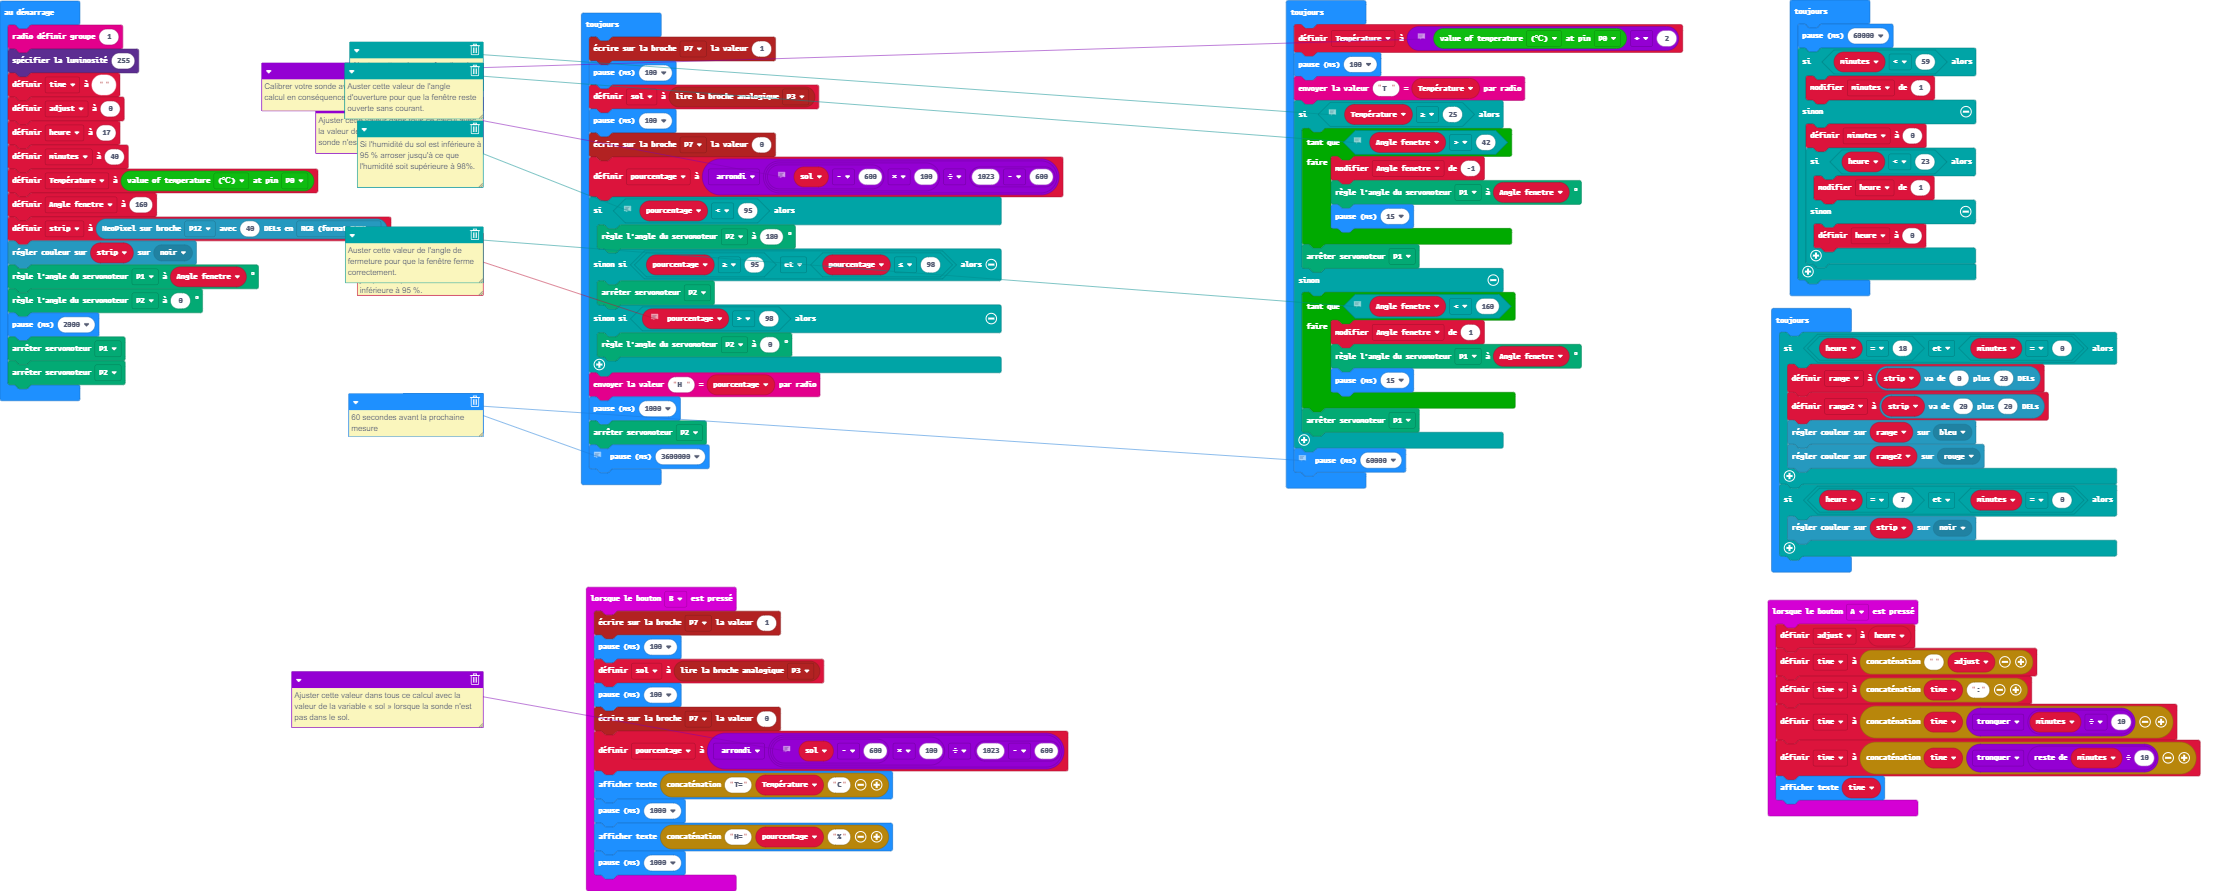 au démarrage
radio définir groupe 1
spécifier la luminosité 255
définir time à " "
définir adjust à 0
définir heure à 17
définir minutes à 40
définir Température à value of temperature (℃) at pin P0
définir Angle fenetre à 160
définir strip à NeoPixel sur broche P12 avec 40 DELs en RGB (format
régler couleur sur strip sur noir
règle l'angle du servomoteur P1 à Angle fenetre °
règle l'angle du servomoteur P2 à 0 °
pause (ms) 2000
arrêter servomoteur P1
arrêter servomoteur P2
Calibrer votre sonde a
calcul en conséquence
Auster cette valeur de l'angle
d'ouverture pour que la fenêtre reste
ouverte sans courant.
Ajuster cette valeur dans tous ce calcul avec
la valeur de
sonde n'es
Si l'humidité du sol est inférieure à
95 % arroser jusqu'à ce que
l'humidité soit supérieure à 98%.
Auster cette valeur de l'angle de
fermeture pour que la fenêtre ferme
correctement.
inférieure à 95 %.
60 secondes avant la prochaine
mesure
Ajuster cette valeur dans tous ce calcul avec la
valeur de la variable « sol » lorsque la sonde n'est
pas dans le sol.
toujours
écrire sur la broche P7 la valeur 1
pause (ms) 100
définir sol à lire la broche analogique P3
pause (ms) 100
écrire sur la broche P7 la valeur 0
définir pourcentage à arrondi sol - 600 × 100 ÷ 1023 - 600
si pourcentage < 95 alors
règle l'angle du servomoteur P2 à 180 °
sinon si pourcentage ≥ 95 et pourcentage ≤ 98 alors
arrêter servomoteur P2
sinon si pourcentage > 98 alors
règle l'angle du servomoteur P2 à 0 °
envoyer la valeur "H " = pourcentage par radio
pause (ms) 1000
arrêter servomoteur P2
pause (ms) 3600000
lorsque le bouton B est pressé
écrire sur la broche P7 la valeur 1
pause (ms) 100
définir sol à lire la broche analogique P3
pause (ms) 100
écrire sur la broche P7 la valeur 0
définir pourcentage à arrondi sol - 600 × 100 ÷ 1023 - 600
afficher texte concaténation "T=" Température "C"
pause (ms) 1000
afficher texte concaténation "H=" pourcentage "%"
pause (ms) 1000
toujours
définir Température à value of temperature (℃) at pin P0 - 2
pause (ms) 100
envoyer la valeur "T " = Température par radio
si Température ≥ 25 alors
tant que Angle fenetre > 42
faire
modifier Angle fenetre de -1
règle l'angle du servomoteur P1 à Angle fenetre °
pause (ms) 15
arrêter servomoteur P1
sinon
tant que Angle fenetre < 160
faire
modifier Angle fenetre de 1
règle l'angle du servomoteur P1 à Angle fenetre °
pause (ms) 15
arrêter servomoteur P1
pause (ms) 60000
toujours
pause (ms) 60000
si minutes < 59 alors
modifier minutes de 1
sinon
définir minutes à 0
si heure < 23 alors
modifier heure de 1
sinon
définir heure à 0
toujours
si heure = 18 et minutes = 0 alors
définir range à strip va de 0 plus 20 DELs
définir range2 à strip va de 20 plus 20 DELs
régler couleur sur range sur bleu
régler couleur sur range2 sur rouge
si heure = 7 et minutes = 0 alors
régler couleur sur strip sur noir
lorsque le bouton A est pressé
définir adjust à heure
définir time à concaténation " " adjust
définir time à concaténation time ":"
définir time à concaténation time tronquer minutes ÷ 10
définir time à concaténation time tronquer reste de minutes ÷ 10
afficher texte time